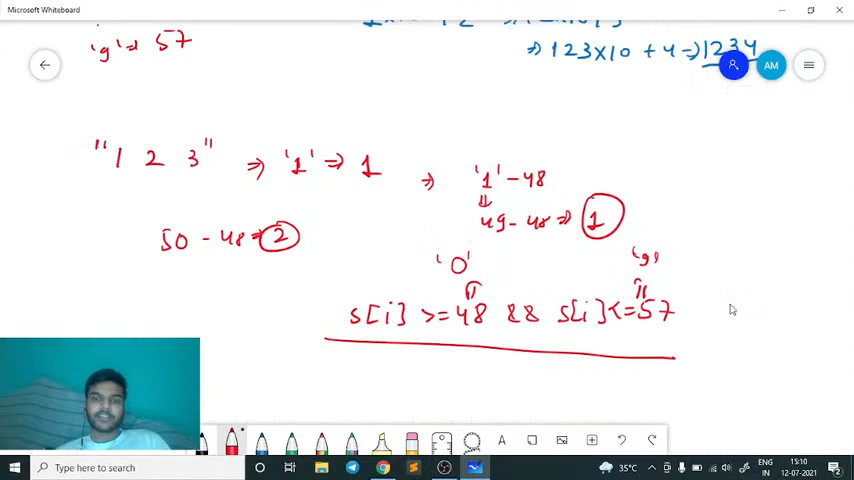 Microsoft Whiteboard
'9' => 57
=> 123x10 + 4 => 1234
AM
"1 2 3" => '1' => 1
=> '1' - 48
49 - 48 => 1
50 - 48 => 2
'0' '9'
s[i] >= 48 && s[i] <= 57
Type here to search
35°C
ENG
IN
15:10
12-07-2021
2